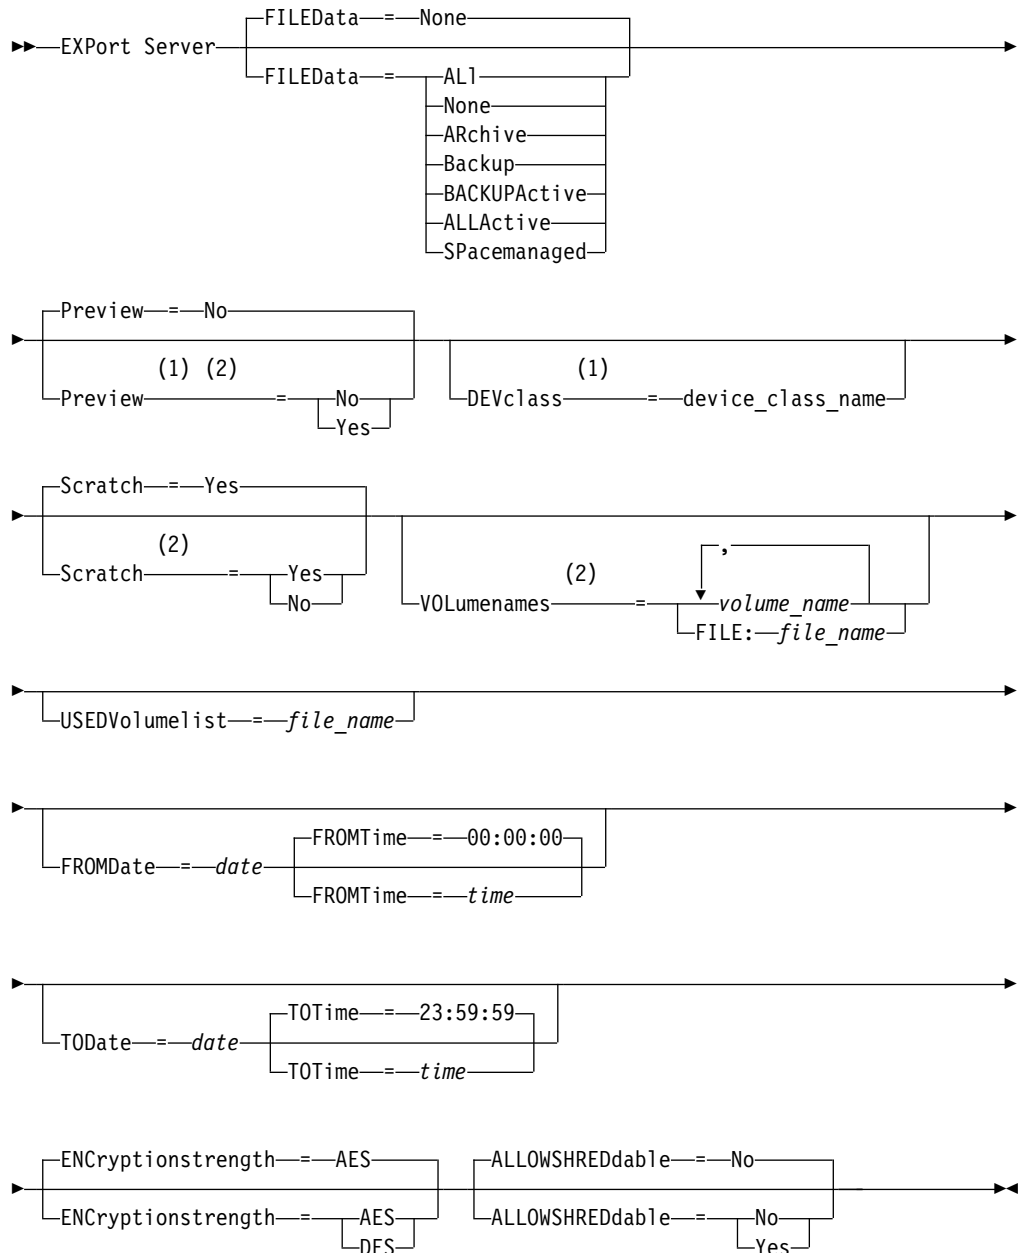 FILEData = None
EXPort Server
FILEData = ALl
None
ARchive
Backup
BACKUPActive
ALLActive
SPacemanaged
Preview = No
(1) (2)
Preview = No
Yes
(1)
DEVclass = device_class_name
Scratch = Yes
(2)
Scratch = Yes
No
,
(2)
VOLumenames = volume_name
FILE: file_name
USEDVolumelist = file_name
FROMTime = 00:00:00
FROMDate = date
FROMTime = time
TOTime = 23:59:59
TODate = date
TOTime = time
ENCryptionstrength = AES
ENCryptionstrength = AES
DES
ALLOWSHREDdable = No
ALLOWSHREDdable = No
Yes